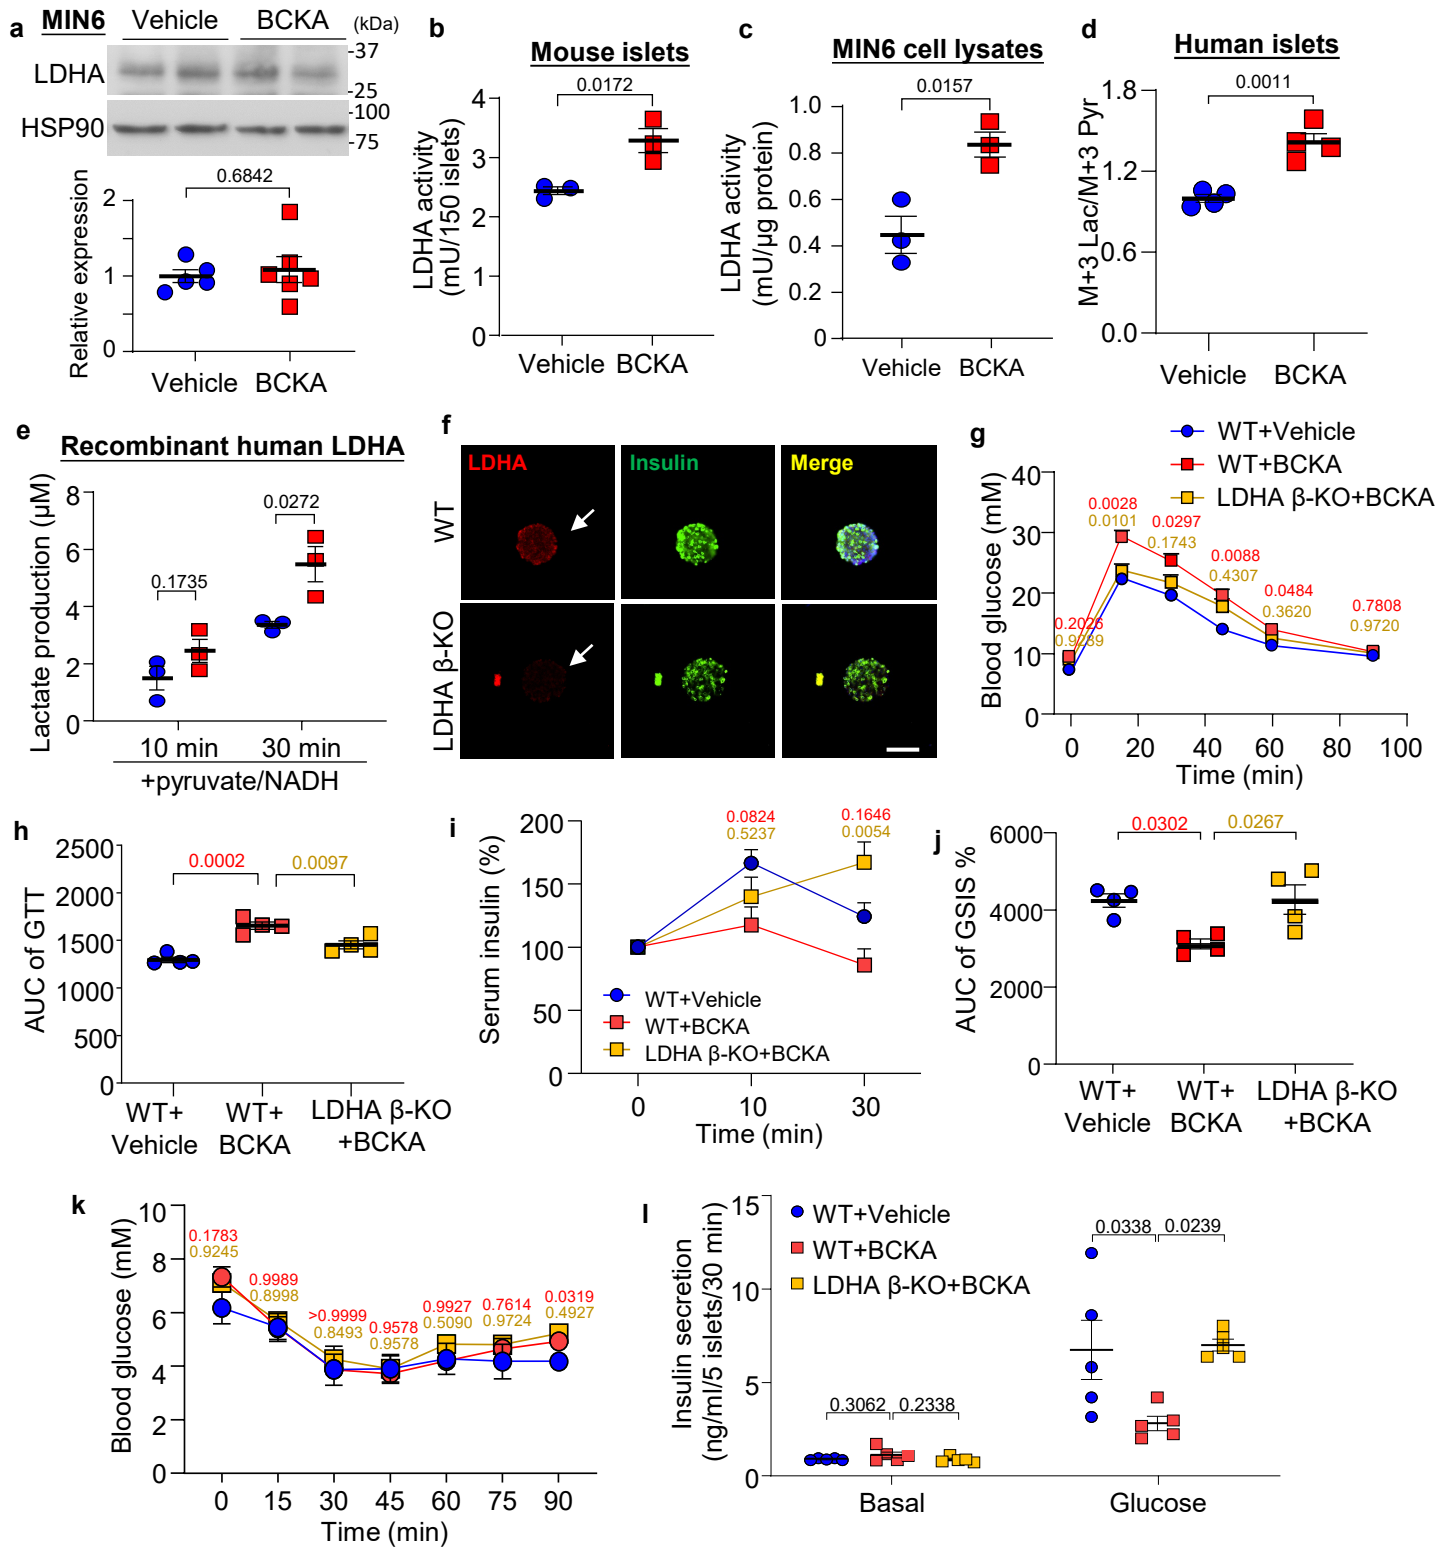 a
MIN6
Vehicle
BCKA
(kDa)
LDHA
-37
-25
HSP90
-100
-75
0.6842
Relative expression
2
1
0
Vehicle
BCKA
b
Mouse islets
0.0172
LDHA activity
(mU/150 islets)
4
3
2
1
0
Vehicle
BCKA
c
MIN6 cell lysates
0.0157
LDHA activity
(mU/µg protein)
1.0
0.8
0.6
0.4
0.2
0
Vehicle
BCKA
d
Human islets
0.0011
M+3 Lac/M+3 Pyr
1.8
1.2
0.6
0.0
Vehicle
BCKA
e
Recombinant human LDHA
Lactate production (µM)
8
6
4
2
0
0.1735
0.0272
10 min
30 min
+pyruvate/NADH
f
LDHA
Insulin
Merge
WT
LDHA β-KO
g
WT+Vehicle
WT+BCKA
LDHA β-KO+BCKA
Blood glucose (mM)
40
30
20
10
0
0.2026
0.9239
0.0028
0.0101
0.0297
0.1743
0.0088
0.4307
0.0484
0.3620
0.7808
0.9720
0
20
40
60
80
100
Time (min)
h
AUC of GTT
2500
2000
1500
1000
500
0
0.0002
0.0097
WT+
Vehicle
WT+
BCKA
LDHA β-KO
+BCKA
i
Serum insulin (%)
200
150
100
50
0
0.0824
0.5237
0.1646
0.0054
WT+Vehicle
WT+BCKA
LDHA β-KO+BCKA
0
10
30
Time (min)
j
AUC of GSIS %
6000
4000
2000
0
0.0302
0.0267
WT+
Vehicle
WT+
BCKA
LDHA β-KO
+BCKA
k
Blood glucose (mM)
10
8
6
4
2
0
0.1783
0.9245
0.9989
0.8998
>0.9999
0.8493
0.9578
0.9578
0.9927
0.5090
0.7614
0.9724
0.0319
0.4927
0
15
30
45
60
75
90
Time (min)
l
Insulin secretion
(ng/ml/5 islets/30 min)
15
10
5
0
WT+Vehicle
WT+BCKA
LDHA β-KO+BCKA
0.3062
0.2338
0.0338
0.0239
Basal
Glucose